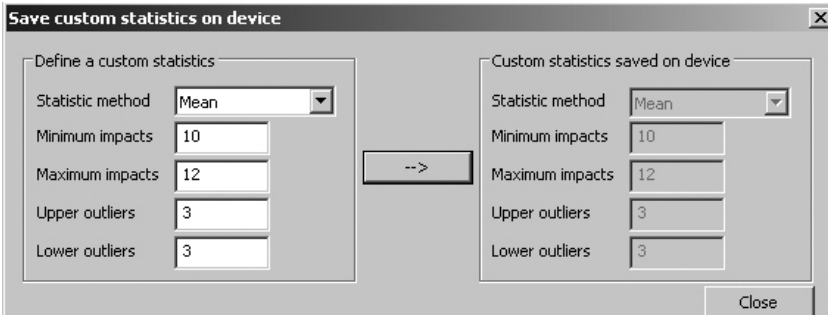 Save custom statistics on device
Define a custom statistics
Statistic method Mean
Minimum impacts 10
Maximum impacts 12
Upper outliers 3
Lower outliers 3
-->
Custom statistics saved on device
Statistic method Mean
Minimum impacts 10
Maximum impacts 12
Upper outliers 3
Lower outliers 3
Close